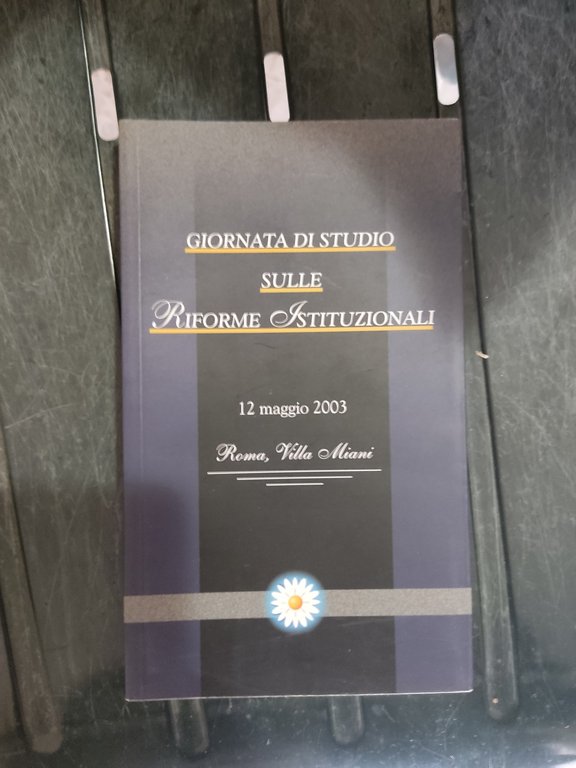 GIORNATA DI STUDIO
SULLE
RIFORME ISTITUZIONALI
12 maggio 2003
Roma, Villa Miani